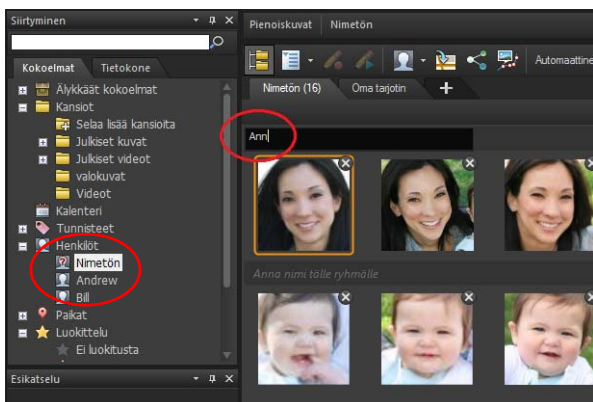 Siirtyminen
Kokoelmat
Tietokone
Älykkäät kokoelmat
Kansiot
Selaa lisää kansioita
Julkiset kuvat
Julkiset videot
valokuvat
Videot
Kalenteri
Tunnisteet
Henkilöt
Nimetön
Andrew
Bill
Paikat
Luokittelu
Ei luokitusta
Esikatselu
Pienoiskuvat
Nimetön
Automaattine
Nimetön (16)
Oma tarjotin
Ann
Anna nimi tälle ryhmälle